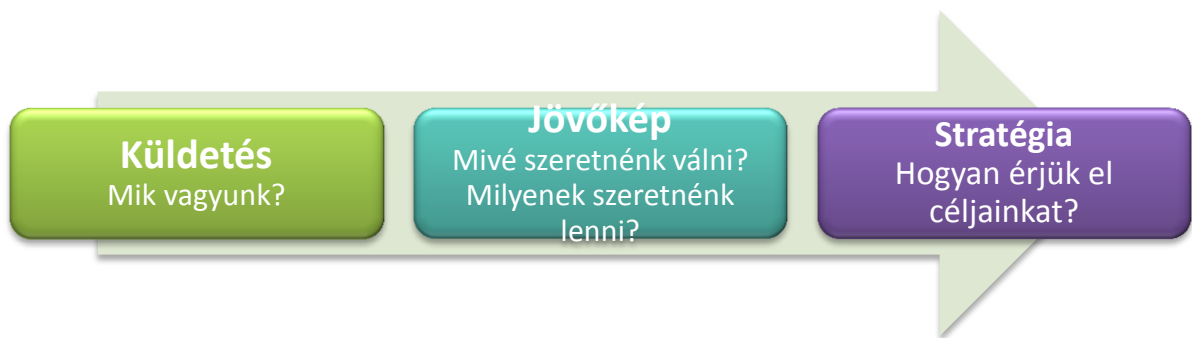 Küldetés
Mik vagyunk?
Jövőkép
Mivé szeretnénk válni?
Milyenek szeretnénk
lenni?
Stratégia
Hogyan érjük el
céljainkat?